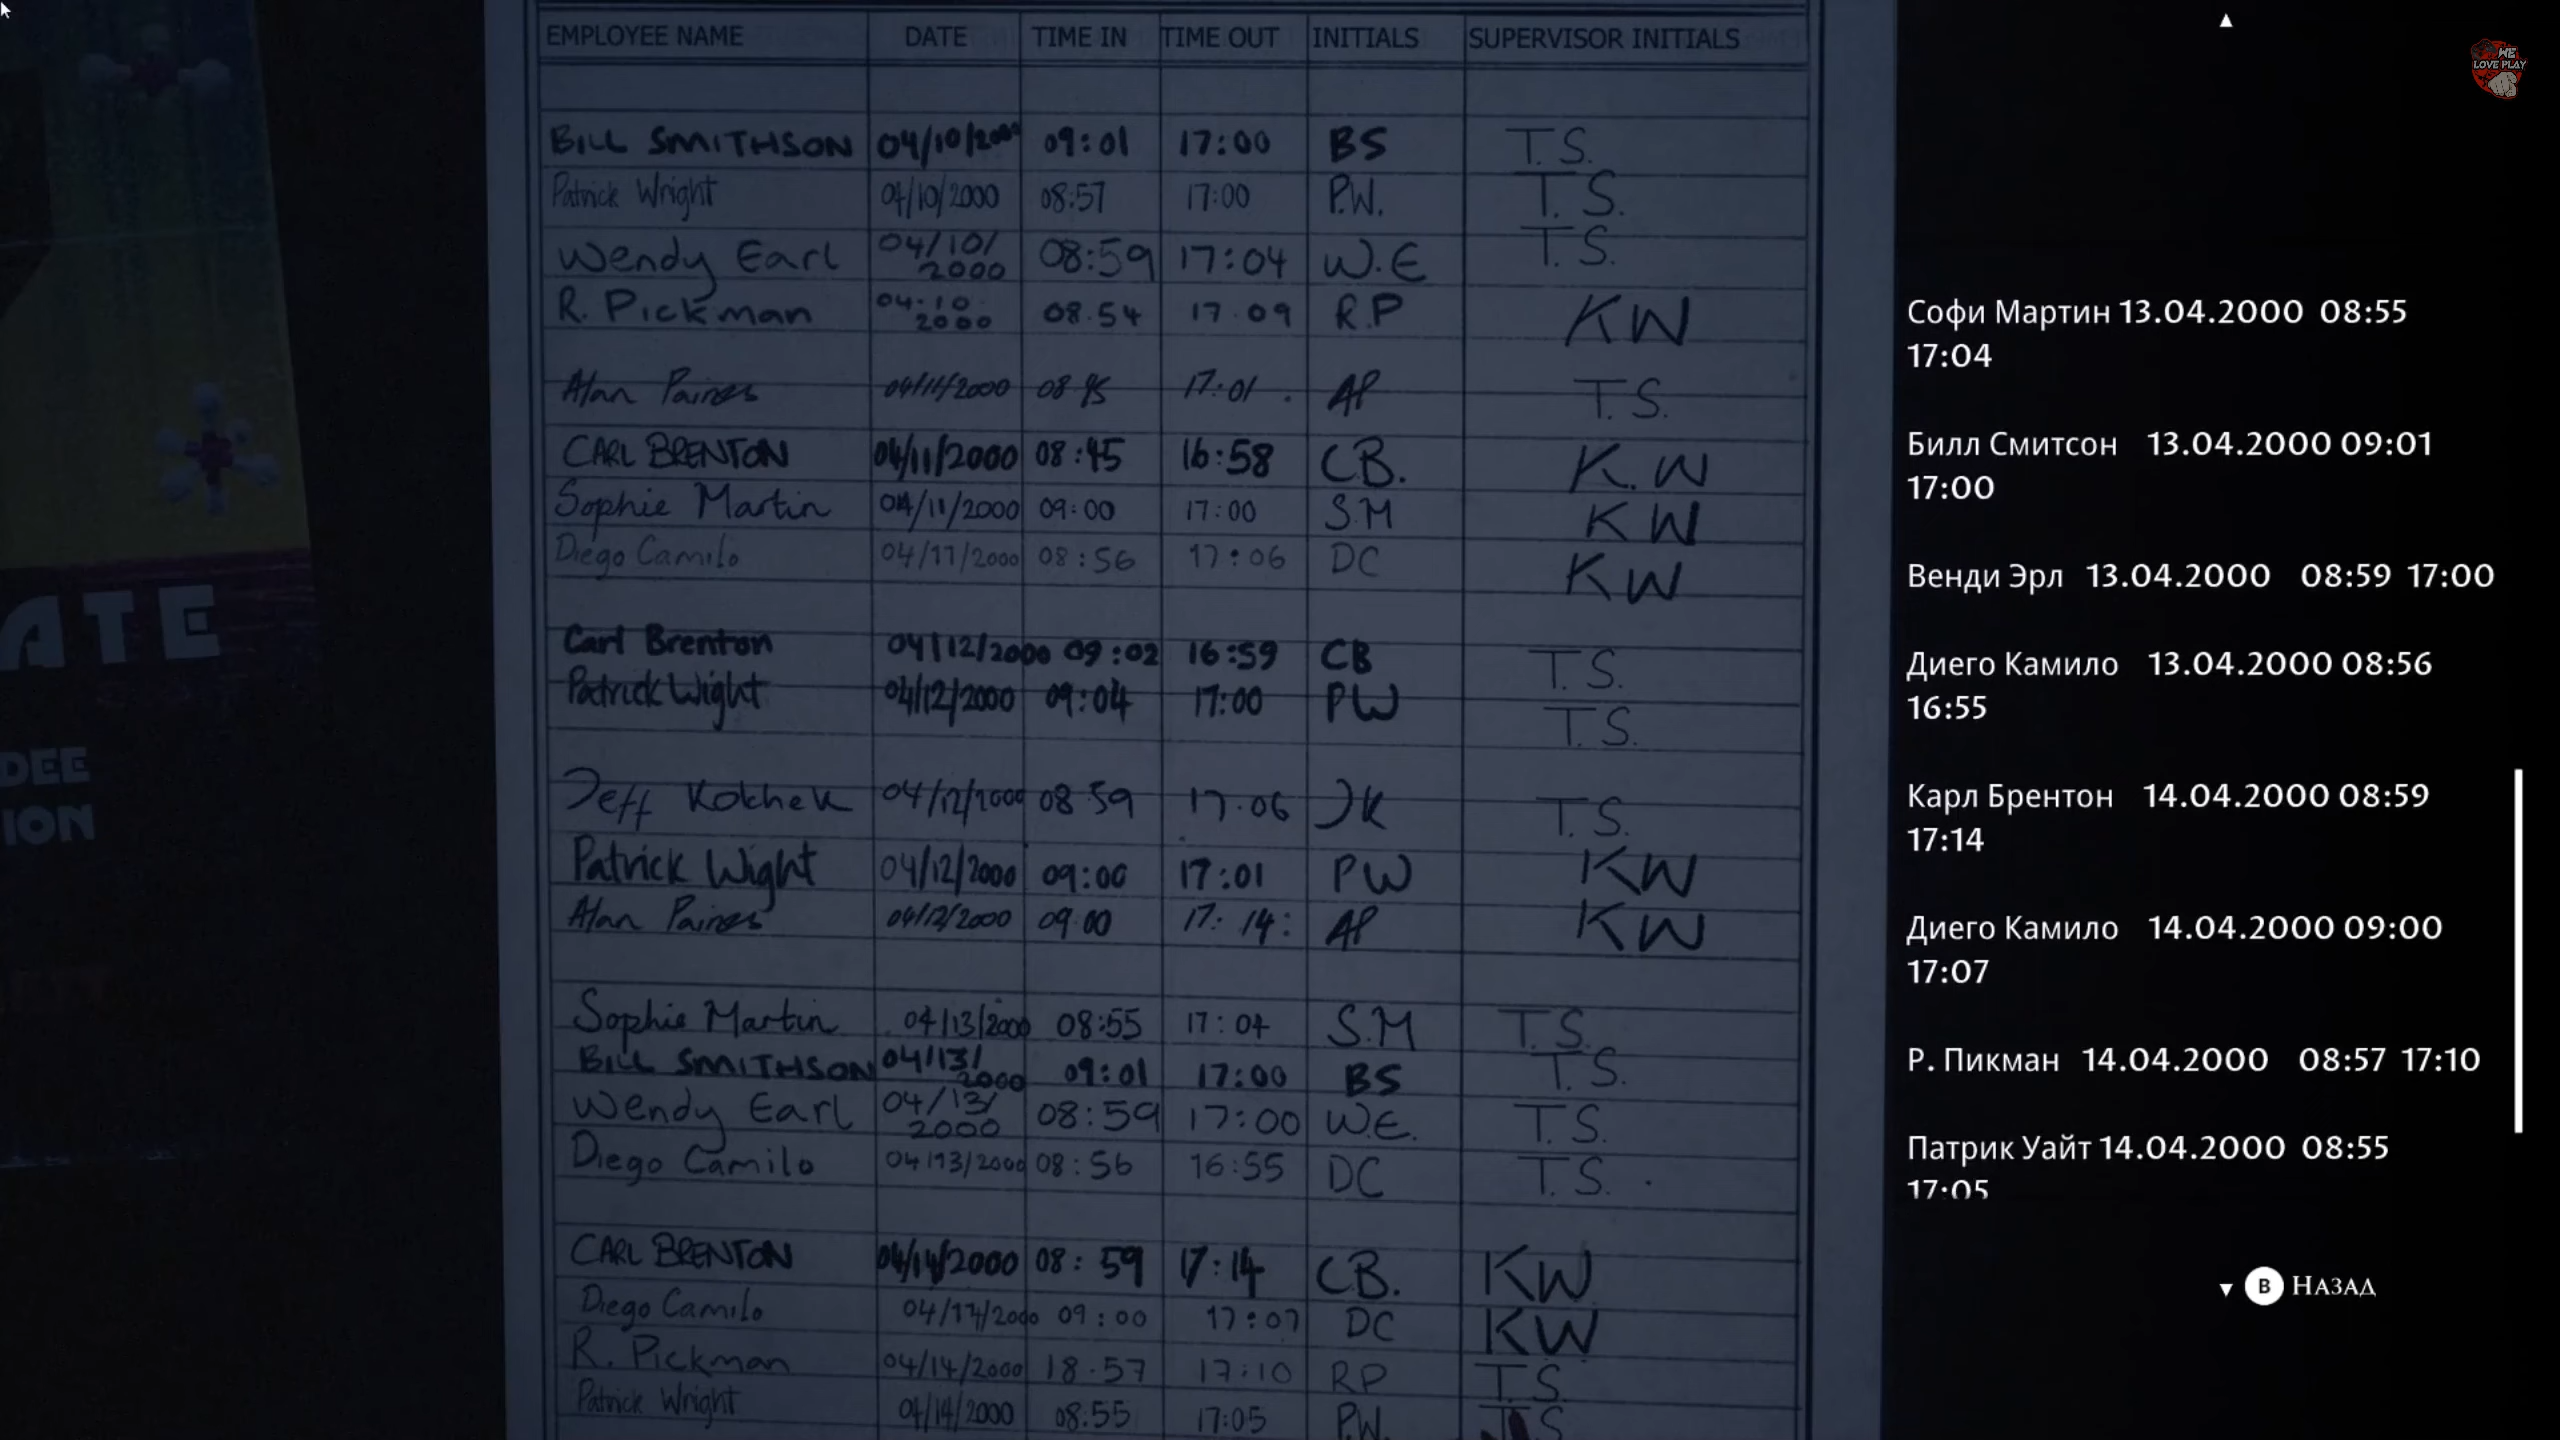 EMPLOYEE NAME DATE TIME IN TIME OUT INITIALS SUPERVISOR INITIALS
BILL SMITHSON 04/10/2000 09:01 17:00 BS T.S.
Patrick Wright 04/10/2000 08:57 17:00 P.W. T.S.
Wendy Earl 04/10/2000 08:59 17:04 W.E T.S.
R. Pickman 04.10.2000 08.54 17.09 R.P KW
Alan Paines 04/11/2000 17.01 AP T.S.
CARL BRENTON 04/11/2000 08:45 16:58 CB. K.W
Sophie Martin 04/11/2000 09:00 17:00 S.M KW
Diego Camilo 04/11/2000 08:56 17:06 DC KW
Carl Brenton 04/12/2000 09:02 16:59 CB T.S.
Patrick Wight 04/12/2000 09:04 17:00 PW T.S.
Jeff 04/12/2000 08 59 17.06 JK T.S.
Patrick Wight 04/12/2000 09:00 17:01 PW KW
Alan Paines 04/12/2000 09.00 17:14: AP KW
Sophie Martin 04/13/2000 08:55 17:04 S.M T.S.
BILL SMITHSON 04/13/2000 09:01 17:00 BS T.S.
Wendy Earl 04/13/2000 08:59 17:00 W.E. T.S.
Diego Camilo 04/13/2000 08:56 16:55 DC T.S.
CARL BRENTON 04/14/2000 08:59 17:14 CB. KW
Diego Camilo 04/14/2000 09:00 17:07 DC KW
R. Pickman 04/14/2000 18.57 17:10 RP T.S.
Patrick Wright 04/14/2000 08:55 17:05 P.W. T.S
ATE
DEE
ION
WE
LOVE PLAY
Софи Мартин 13.04.2000 08:55
17:04
Билл Смитсон 13.04.2000 09:01
17:00
Венди Эрл 13.04.2000 08:59 17:00
Диего Камило 13.04.2000 08:56
16:55
Карл Брентон 14.04.2000 08:59
17:14
Диего Камило 14.04.2000 09:00
17:07
Р. Пикман 14.04.2000 08:57 17:10
Патрик Уайт 14.04.2000 08:55
17:05
B НАЗАД